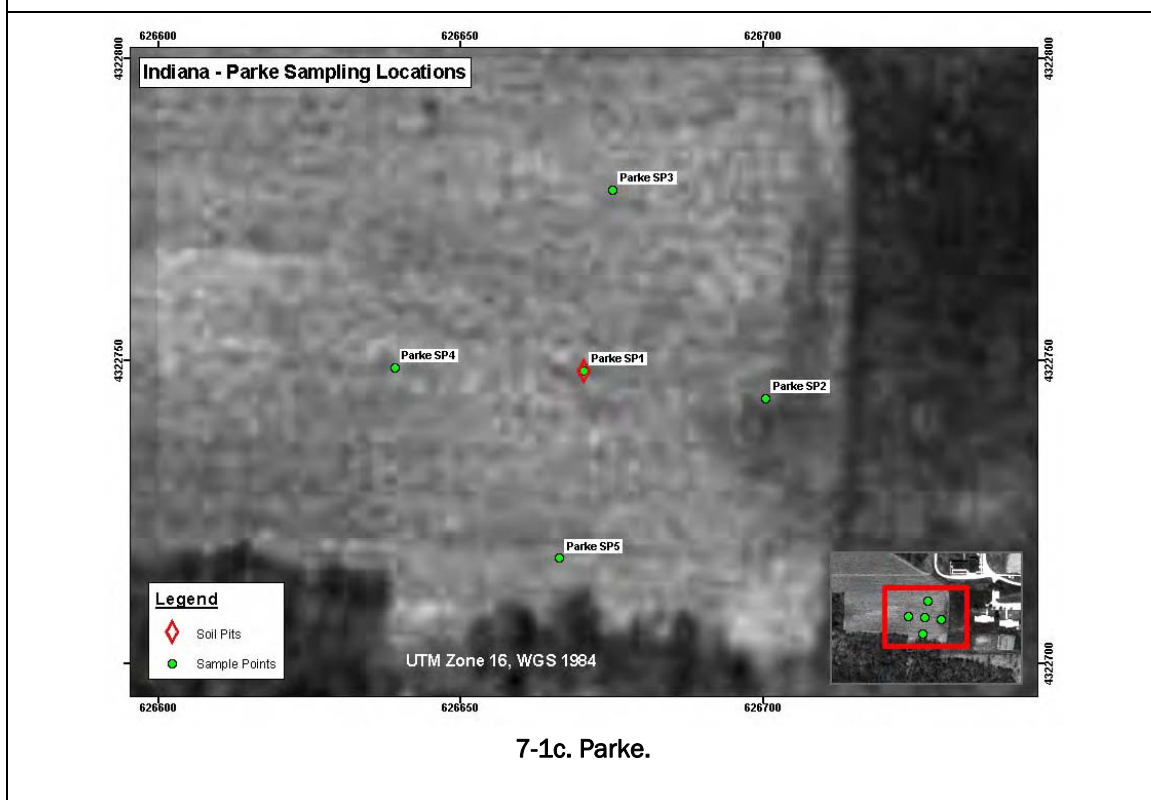 626600 626650 626700
4322800 4322800
Indiana - Parke Sampling Locations
Parke SP3
4322750 4322750
Parke SP4
Parke SP1
Parke SP2
Parke SP5
Legend
Soil Pits
Sample Points
UTM Zone 16, WGS 1984
4322700
626600 626650 626700
7-1c. Parke.